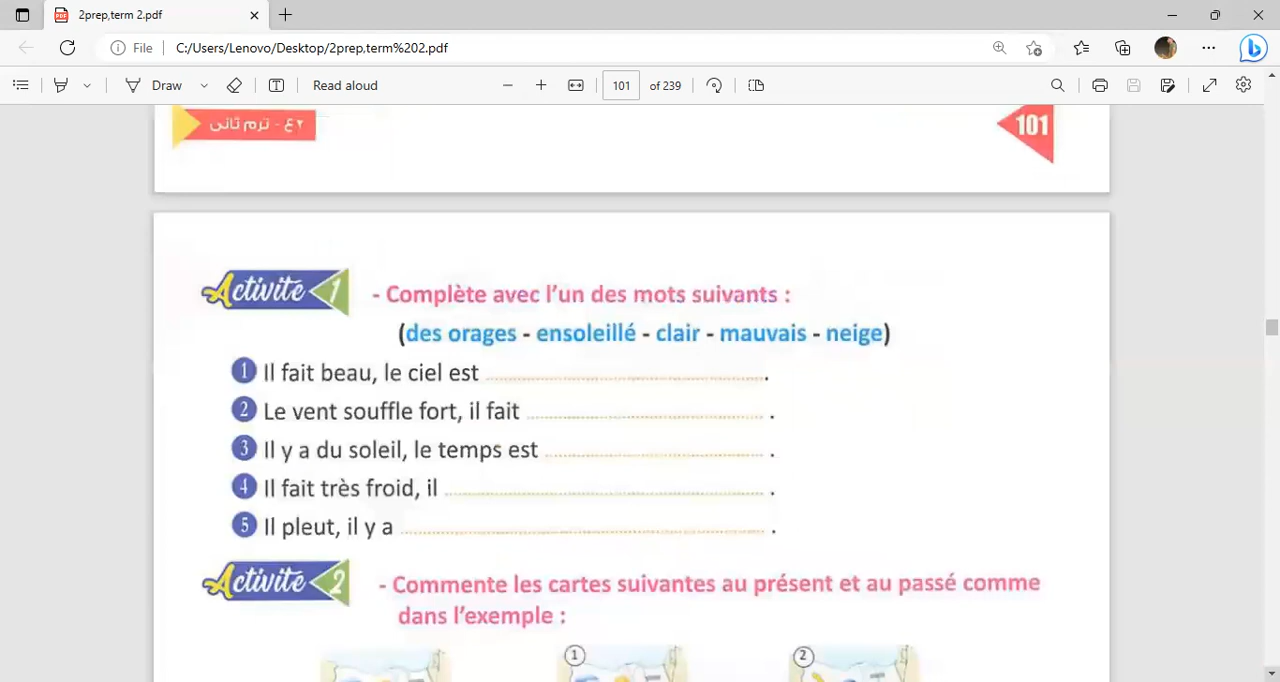 2prep,term 2.pdf
File C:/Users/Lenovo/Desktop/2prep,term%202.pdf
Draw Read aloud 101 of 239
٢ع - ترم ثانى
101
Activité 1 - Complète avec l’un des mots suivants :
(des orages - ensoleillé - clair - mauvais - neige)
1 Il fait beau, le ciel est ........ .
2 Le vent souffle fort, il fait ........ .
3 Il y a du soleil, le temps est ........ .
4 Il fait très froid, il ........ .
5 Il pleut, il y a ........ .
Activité 2 - Commente les cartes suivantes au présent et au passé comme
dans l’exemple :
1 2